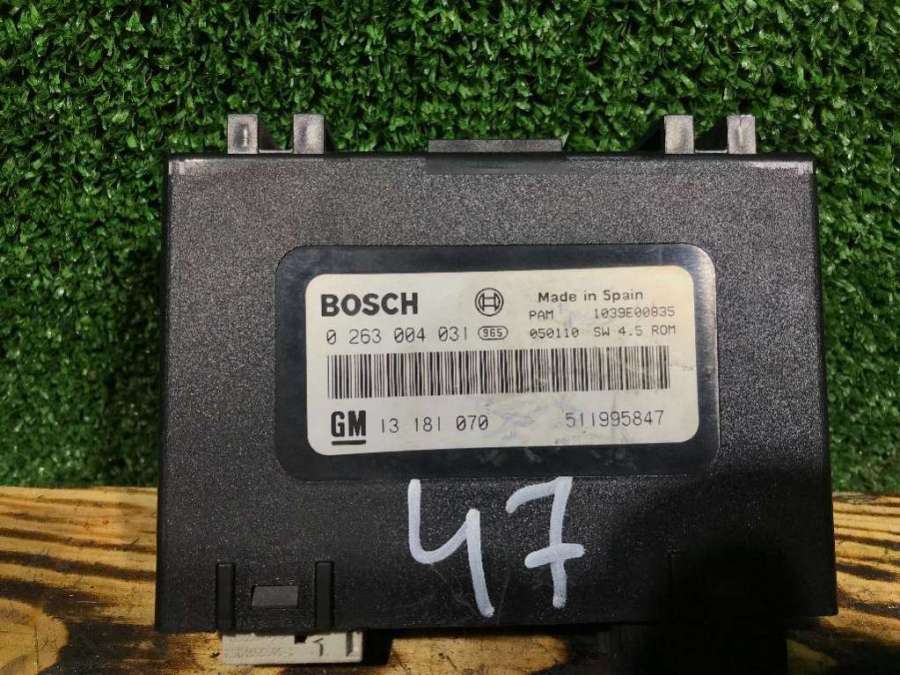 BOSCH Made in Spain
PAM 1039E00835
0 263 004 031 965 050110 SW 4.5 ROM
GM 13 181 070 511995847
47